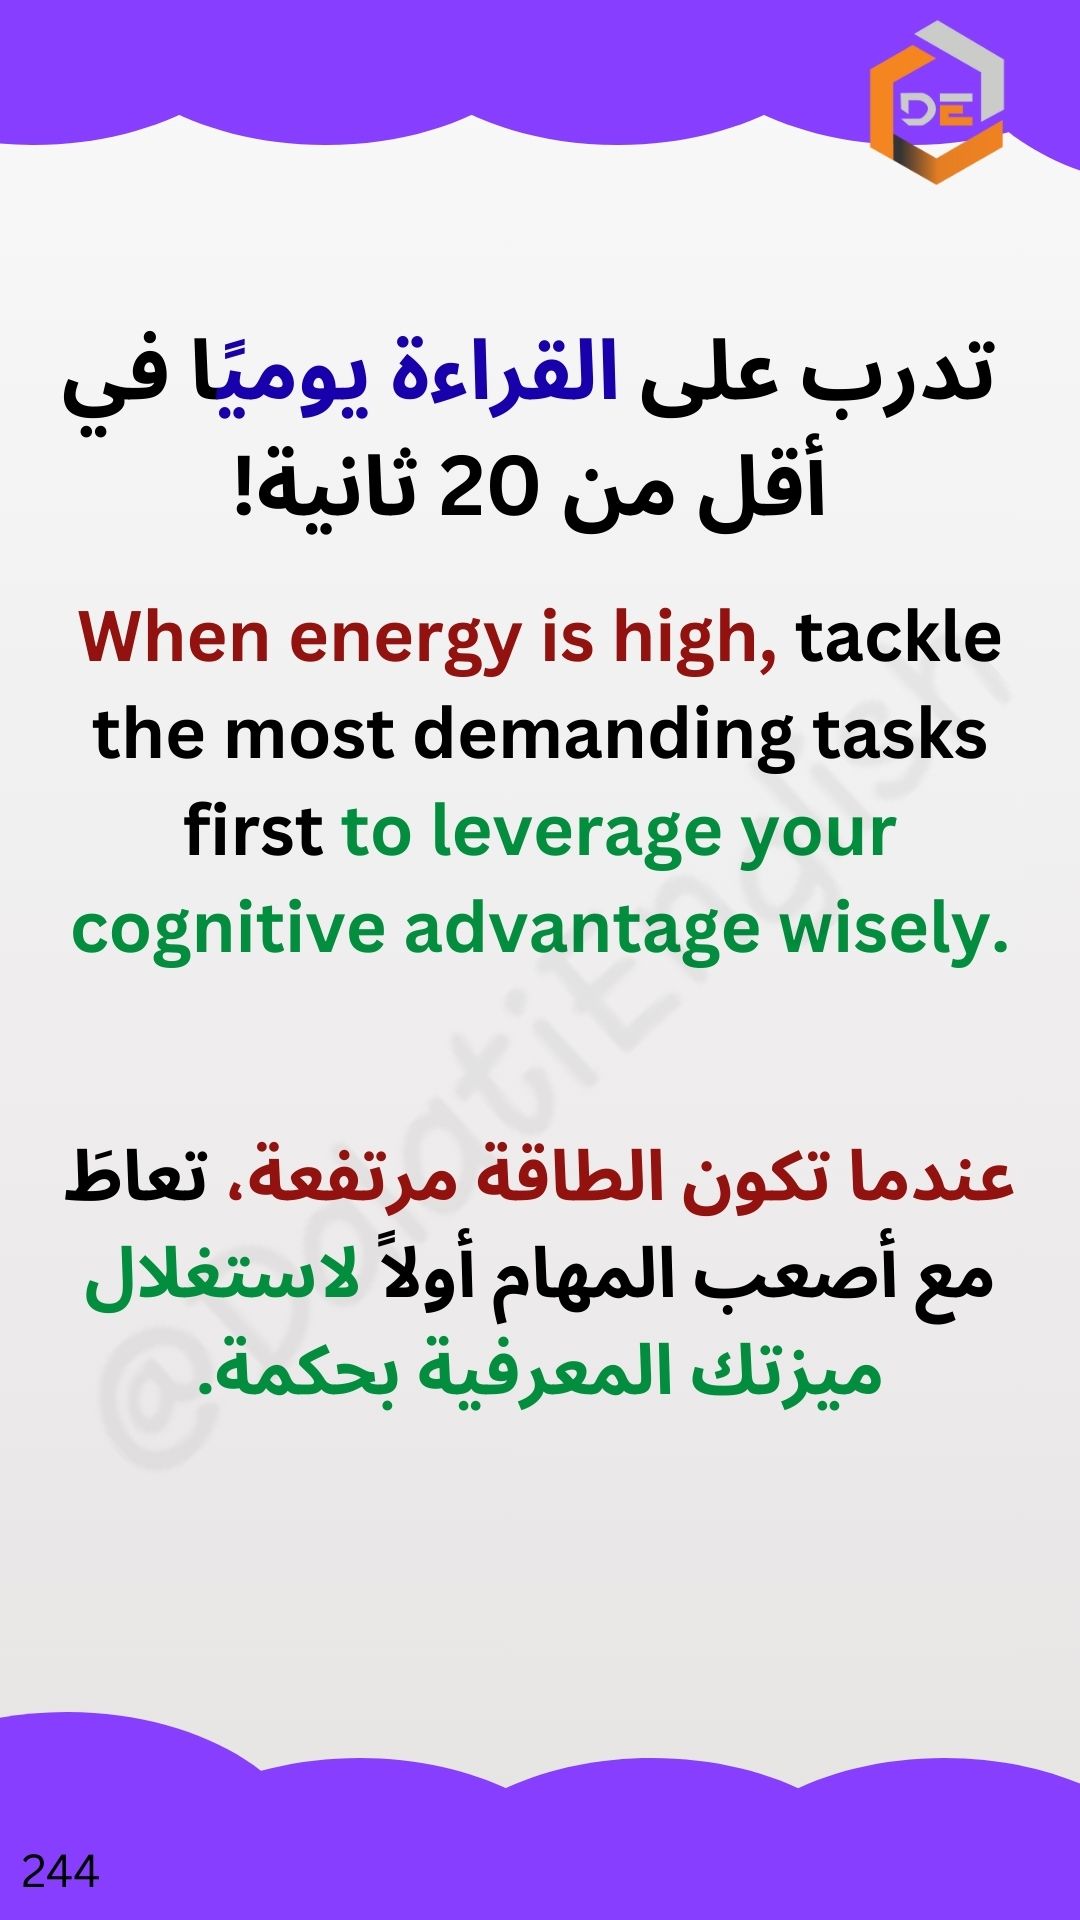 DE
تدرب على القراءة يوميًا في
أقل من 20 ثانية!
When energy is high, tackle
the most demanding tasks
first to leverage your
cognitive advantage wisely.
عندما تكون الطاقة مرتفعة، تعاطَ
مع أصعب المهام أولاً لاستغلال
ميزتك المعرفية بحكمة.
@DalatiEnglish
244